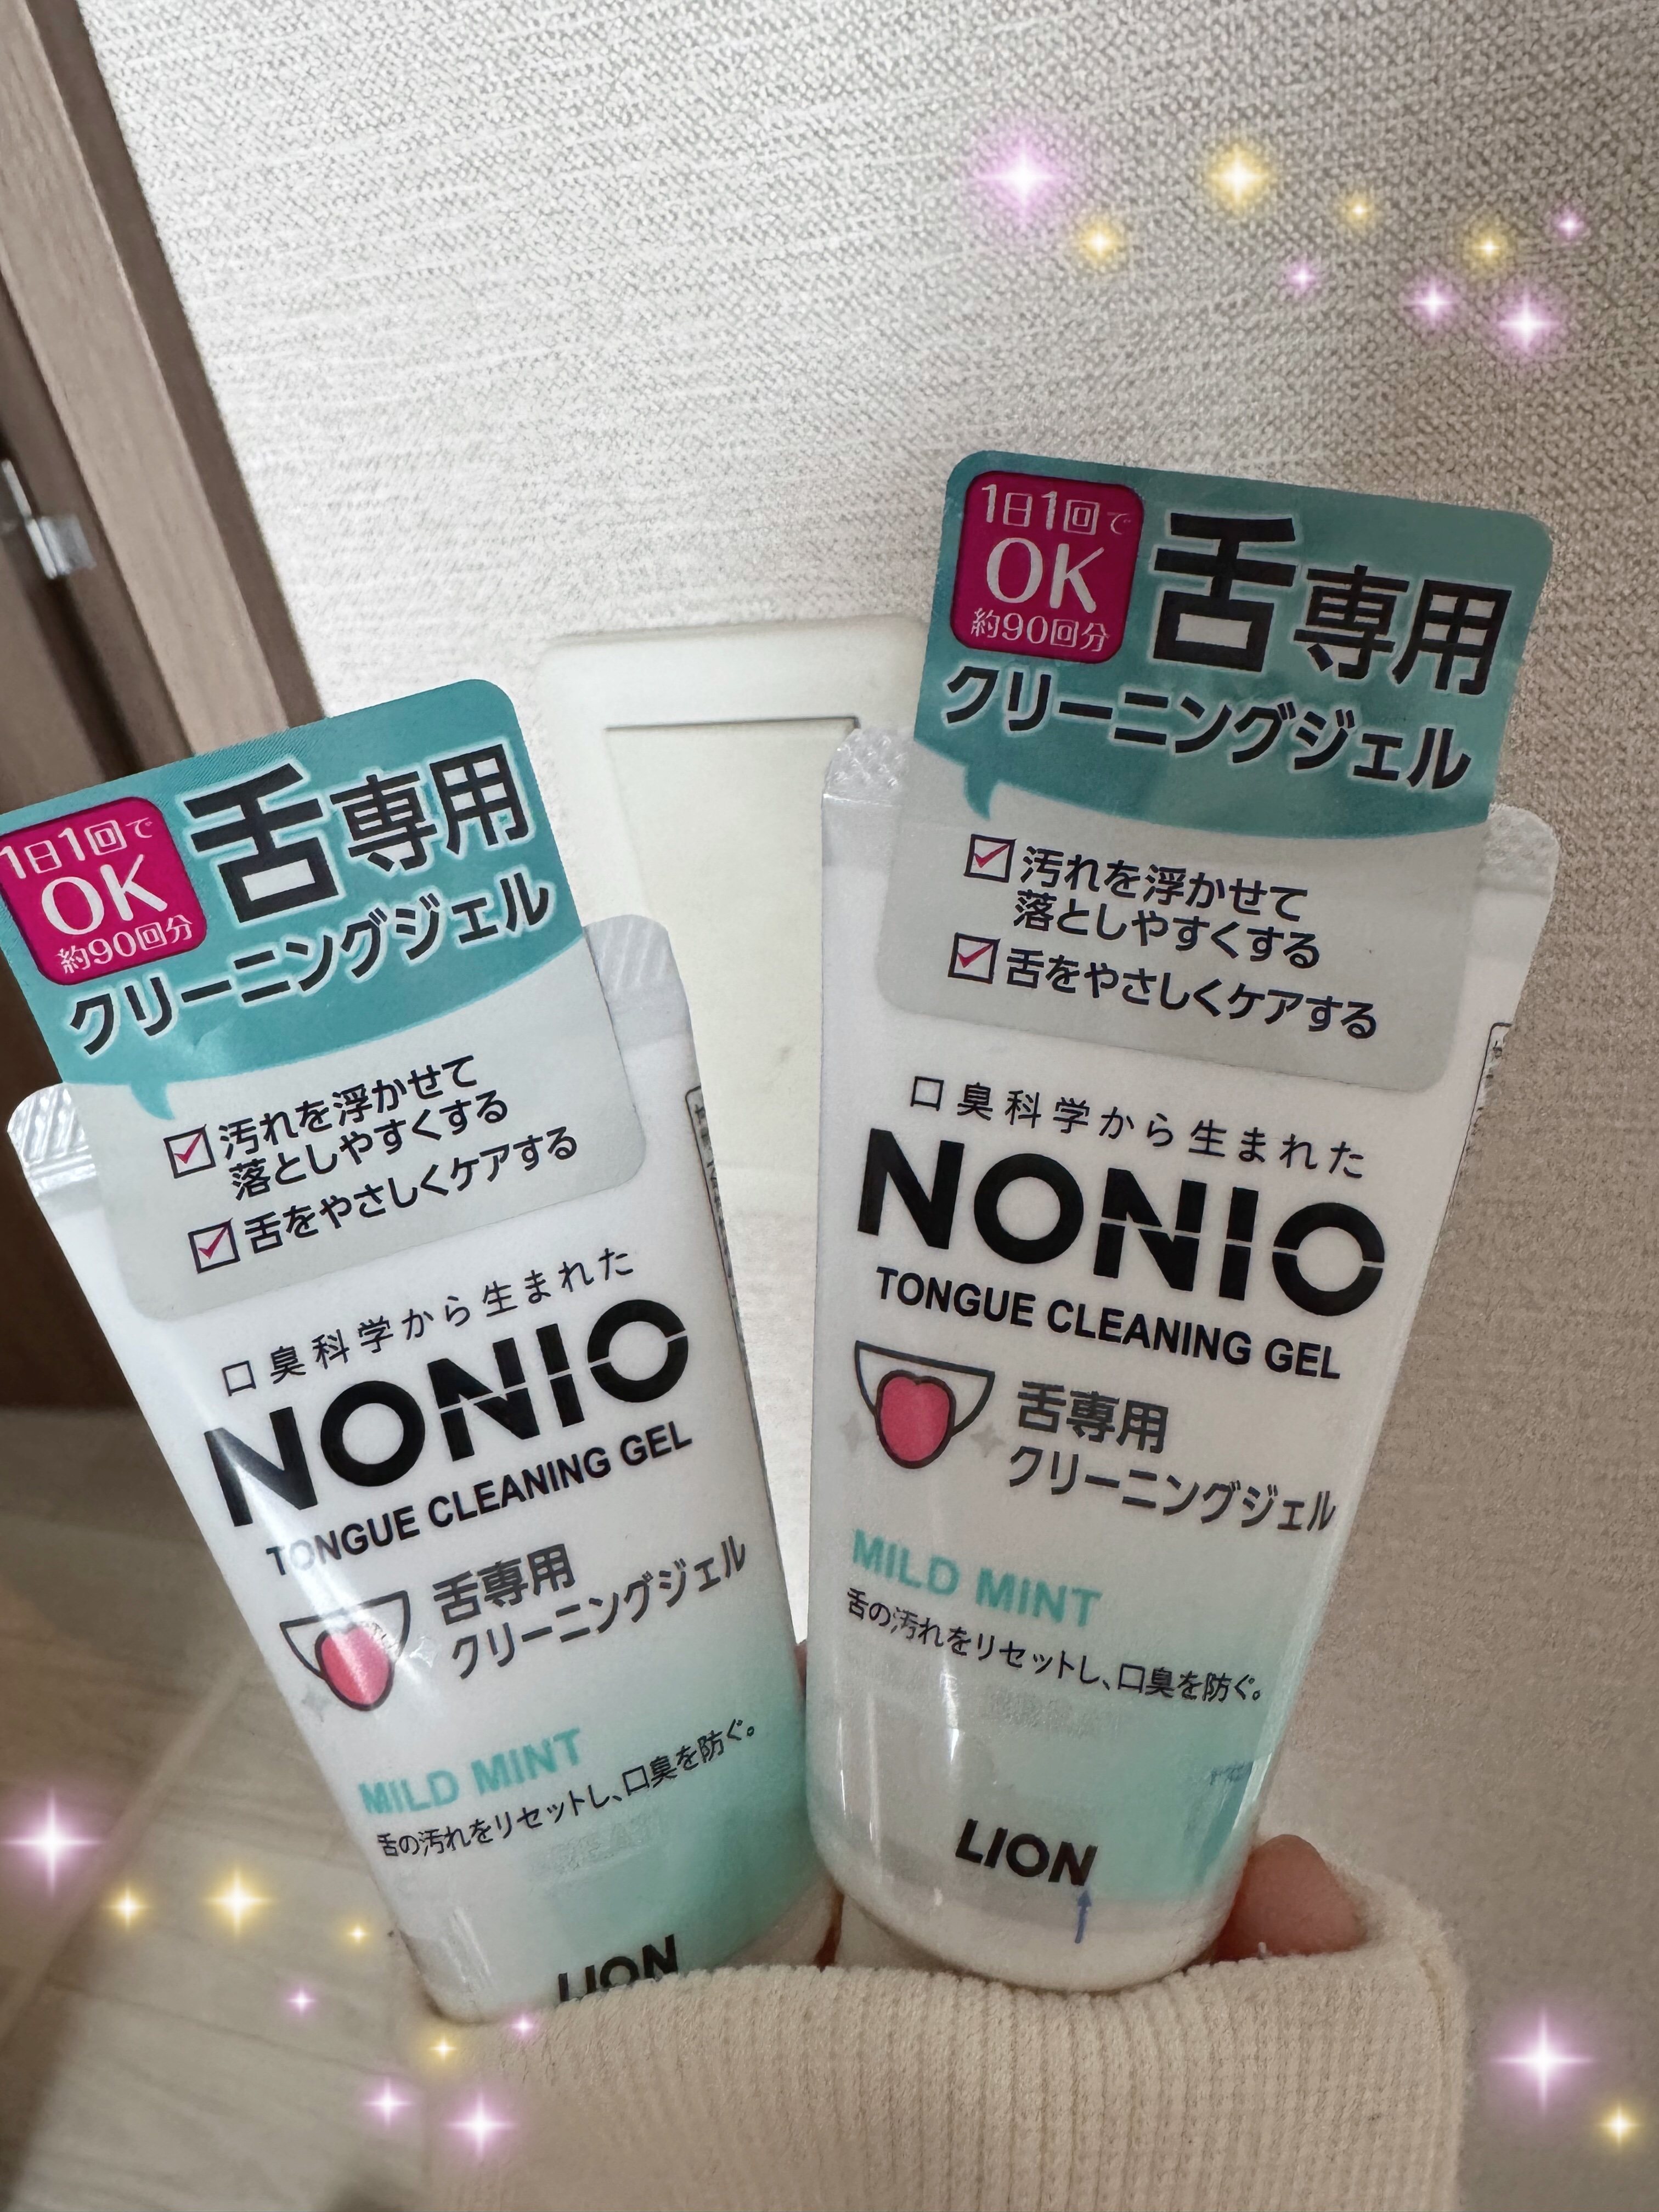 1日1回で
OK
約90回分
舌専用
クリーニングジェル
汚れを浮かせて
落としやすくする
舌をやさしくケアする
口臭科学から生まれた
NONIO
TONGUE CLEANING GEL
舌専用
クリーニングジェル
MILD MINT
舌の汚れをリセットし、口臭を防ぐ。
LION
1日1回で
OK
約90回分
舌専用
クリーニングジェル
汚れを浮かせて
落としやすくする
舌をやさしくケアする
口臭科学から生まれた
NONIO
TONGUE CLEANING GEL
舌専用
クリーニングジェル
MILD MINT
舌の汚れをリセットし、口臭を防ぐ。
LION